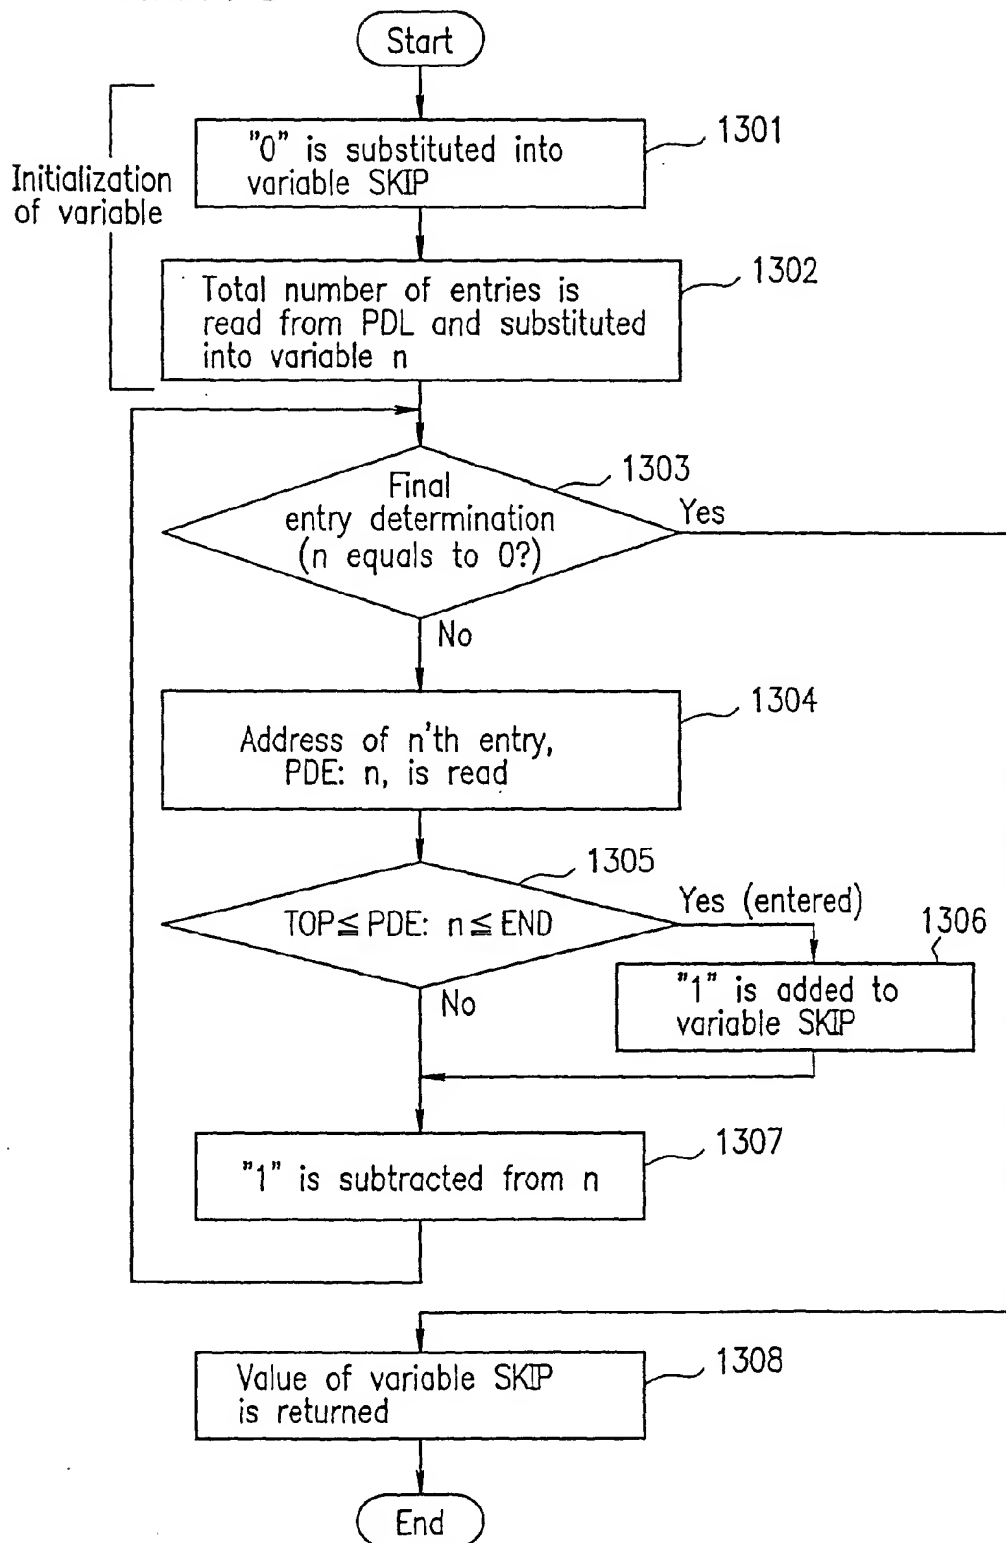 Start
1301
"0" is substituted into
variable SKIP
Initialization
of variable
1302
Total number of entries is
read from PDL and substituted
into variable n
1303
Final
entry determination
(n equals to 0?)
Yes
No
1304
Address of n'th entry,
PDE: n, is read
1305
TOP≦ PDE: n≦ END
Yes (entered)
1306
"1" is added to
variable SKIP
No
1307
"1" is subtracted from n
1308
Value of variable SKIP
is returned
End